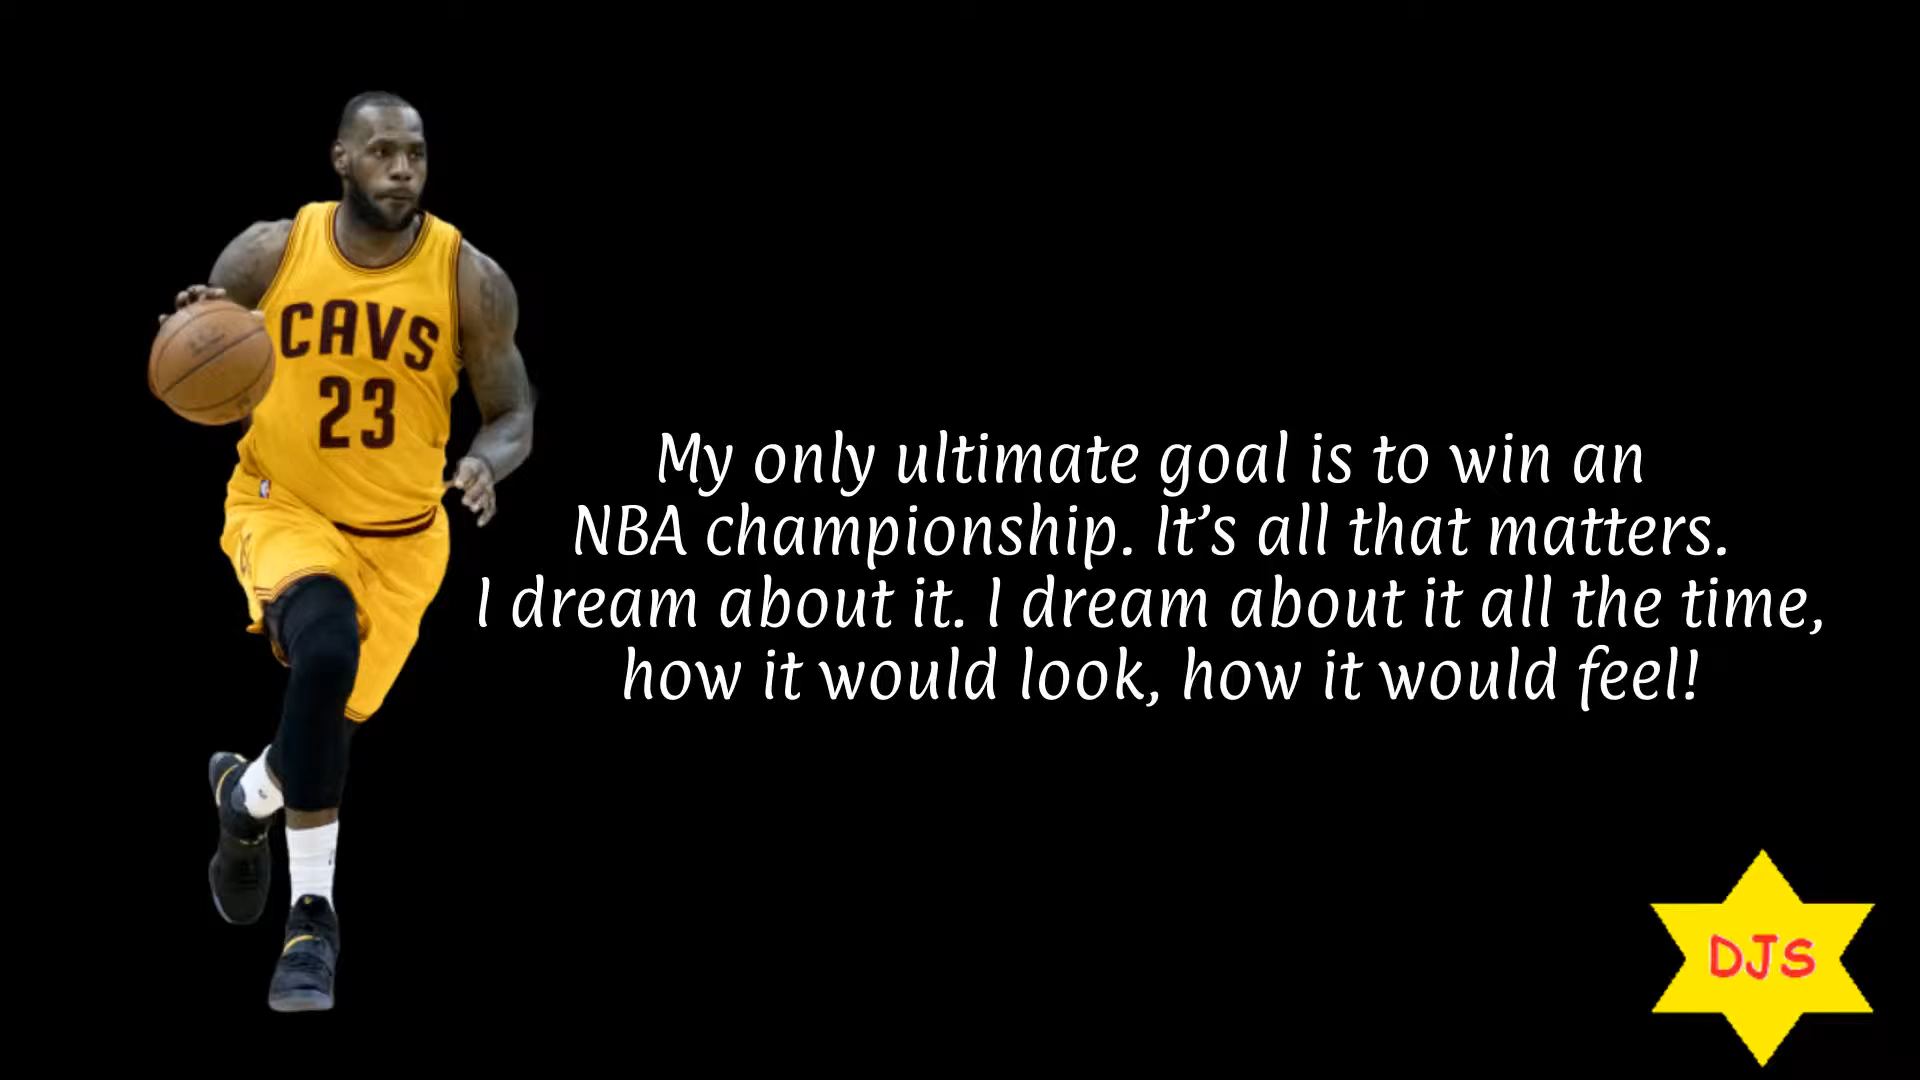 CAVS
23
My only ultimate goal is to win an
NBA championship. It’s all that matters.
I dream about it. I dream about it all the time,
how it would look, how it would feel!
DJS